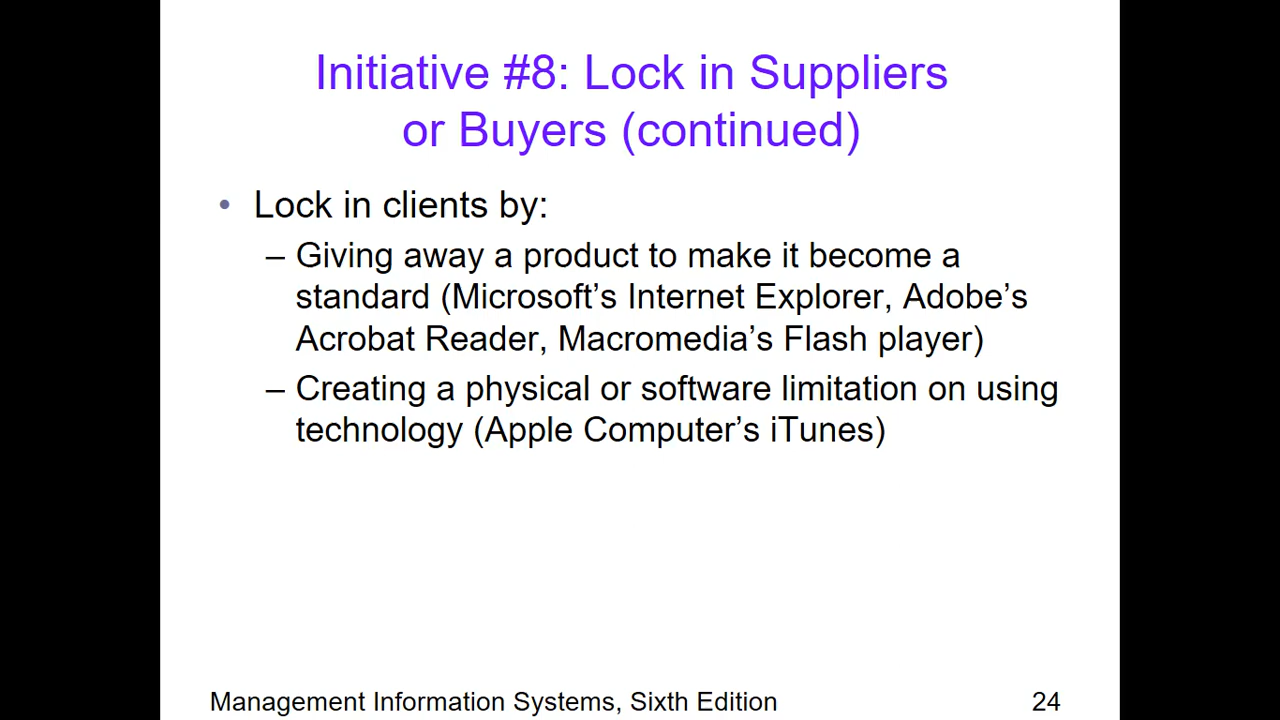 Initiative #8: Lock in Suppliers
or Buyers (continued)
• Lock in clients by:
– Giving away a product to make it become a
standard (Microsoft’s Internet Explorer, Adobe’s
Acrobat Reader, Macromedia’s Flash player)
– Creating a physical or software limitation on using
technology (Apple Computer’s iTunes)
Management Information Systems, Sixth Edition
24